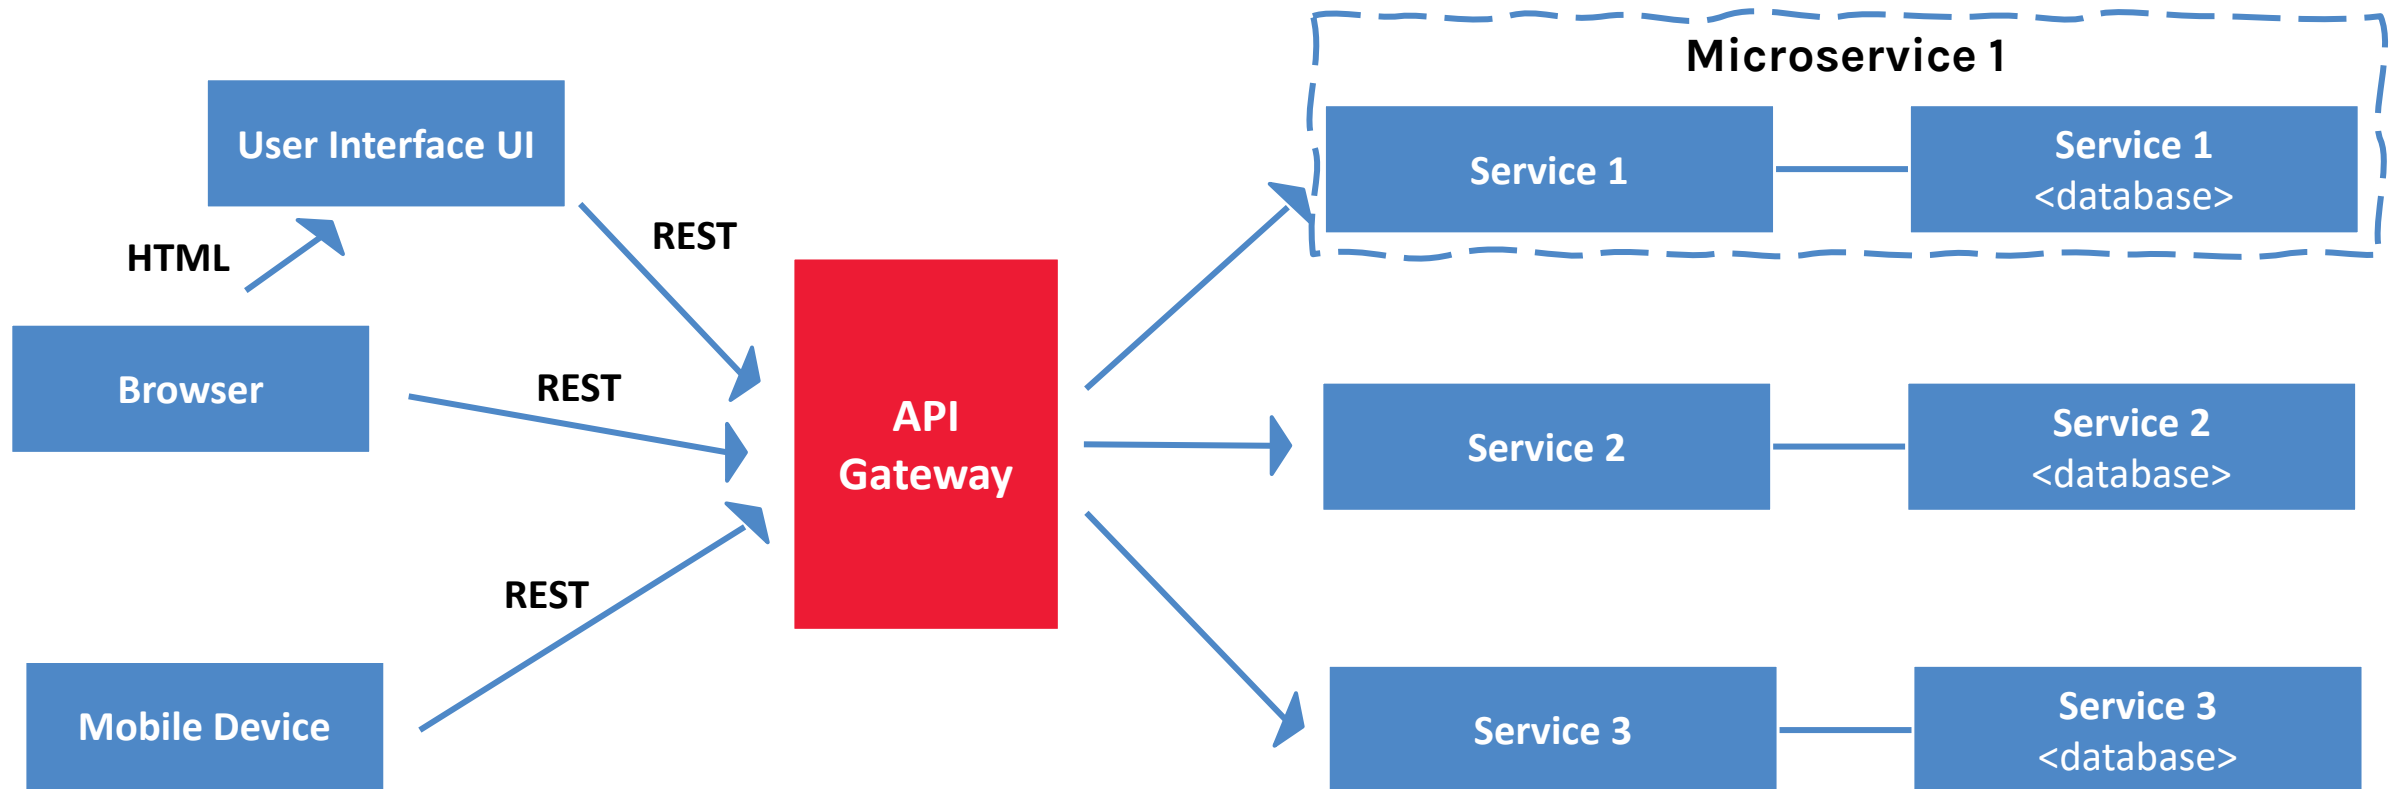 Microservice 1
User Interface UI
HTML
REST
Browser
REST
Mobile Device
REST
API
Gateway
Service 1
Service 1
<database>
Service 2
Service 2
<database>
Service 3
Service 3
<database>